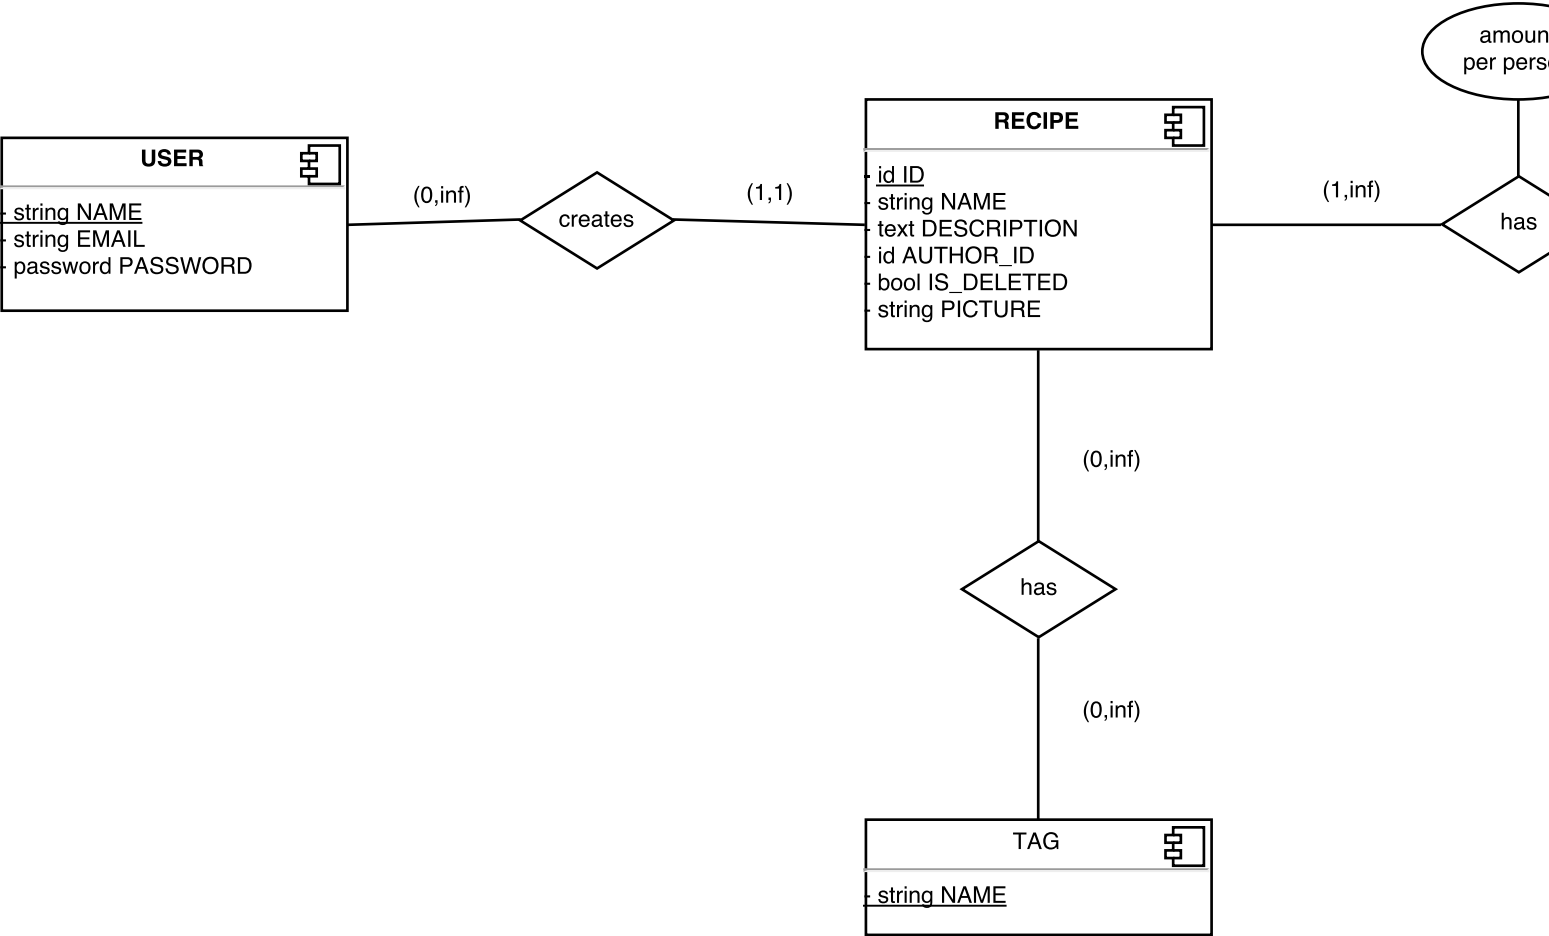 amoun
per pers
RECIPE
id ID
string NAME
text DESCRIPTION
id AUTHOR_ID
bool IS_DELETED
string PICTURE
USER
- string NAME
- string EMAIL
- password PASSWORD
(0,inf)
creates
(1,1)
(1,inf)
has
(0,inf)
has
(0,inf)
TAG
- string NAME